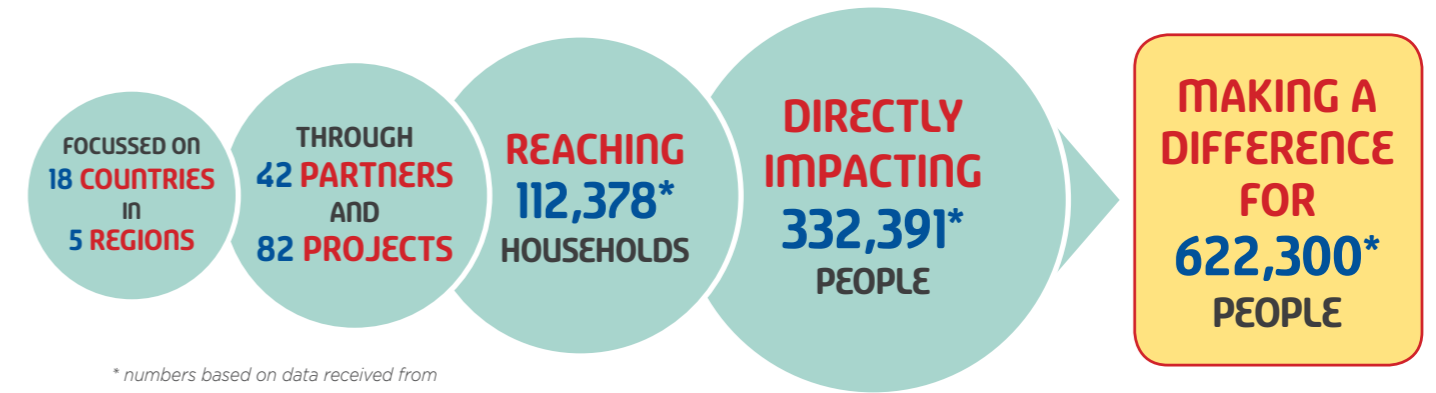 FOCUSSED ON
18 COUNTRIES
IN
5 REGIONS
THROUGH
42 PARTNERS
AND
82 PROJECTS
REACHING
112,378*
HOUSEHOLDS
DIRECTLY
IMPACTING
332,391*
PEOPLE
MAKING A
DIFFERENCE
FOR
622,300*
PEOPLE
* numbers based on data received from